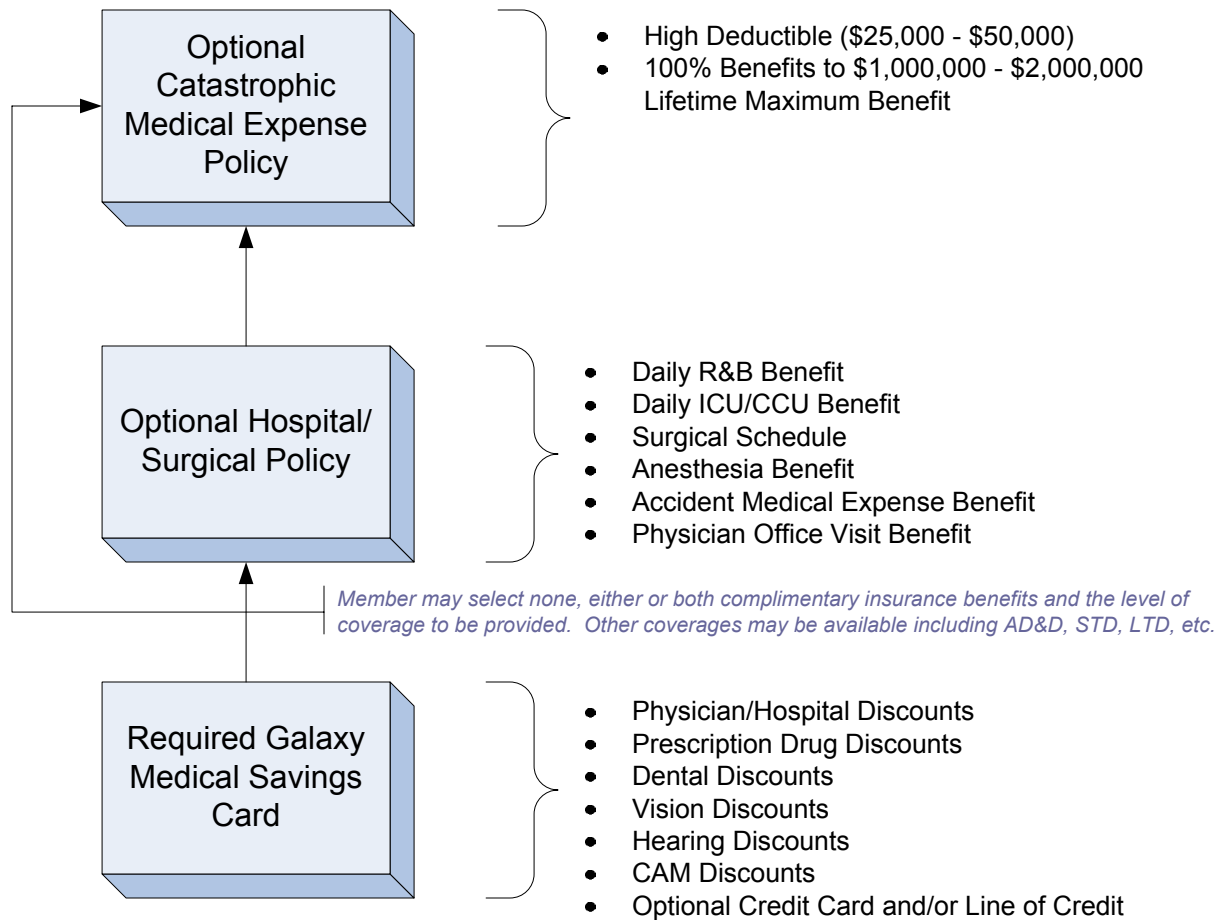 Optional
Catastrophic
Medical Expense
Policy
• High Deductible ($25,000 - $50,000)
• 100% Benefits to $1,000,000 - $2,000,000
Lifetime Maximum Benefit
Optional Hospital/
Surgical Policy
• Daily R&B Benefit
• Daily ICU/CCU Benefit
• Surgical Schedule
• Anesthesia Benefit
• Accident Medical Expense Benefit
• Physician Office Visit Benefit
Member may select none, either or both complimentary insurance benefits and the level of
coverage to be provided. Other coverages may be available including AD&D, STD, LTD, etc.
Required Galaxy
Medical Savings
Card
• Physician/Hospital Discounts
• Prescription Drug Discounts
• Dental Discounts
• Vision Discounts
• Hearing Discounts
• CAM Discounts
• Optional Credit Card and/or Line of Credit